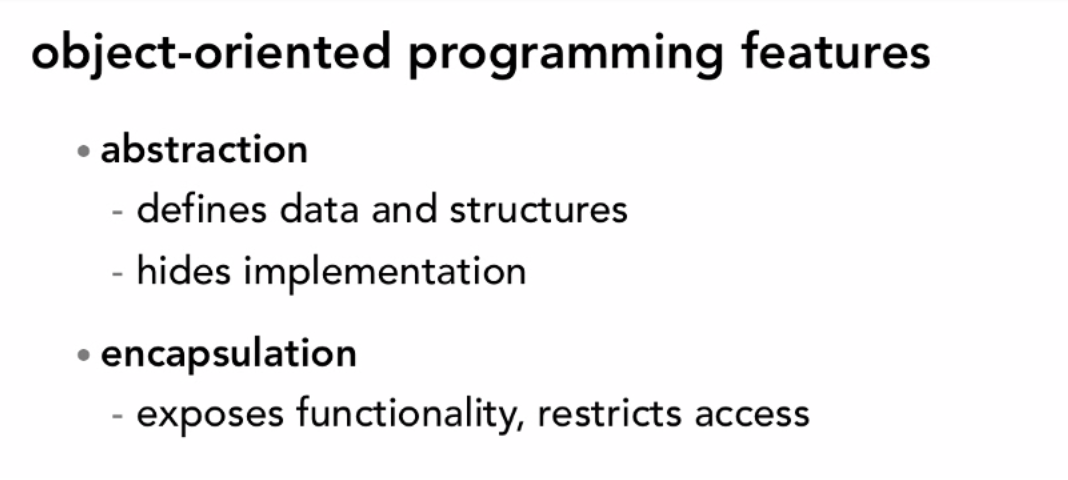 object-oriented programming features
• abstraction
- defines data and structures
- hides implementation
• encapsulation
- exposes functionality, restricts access